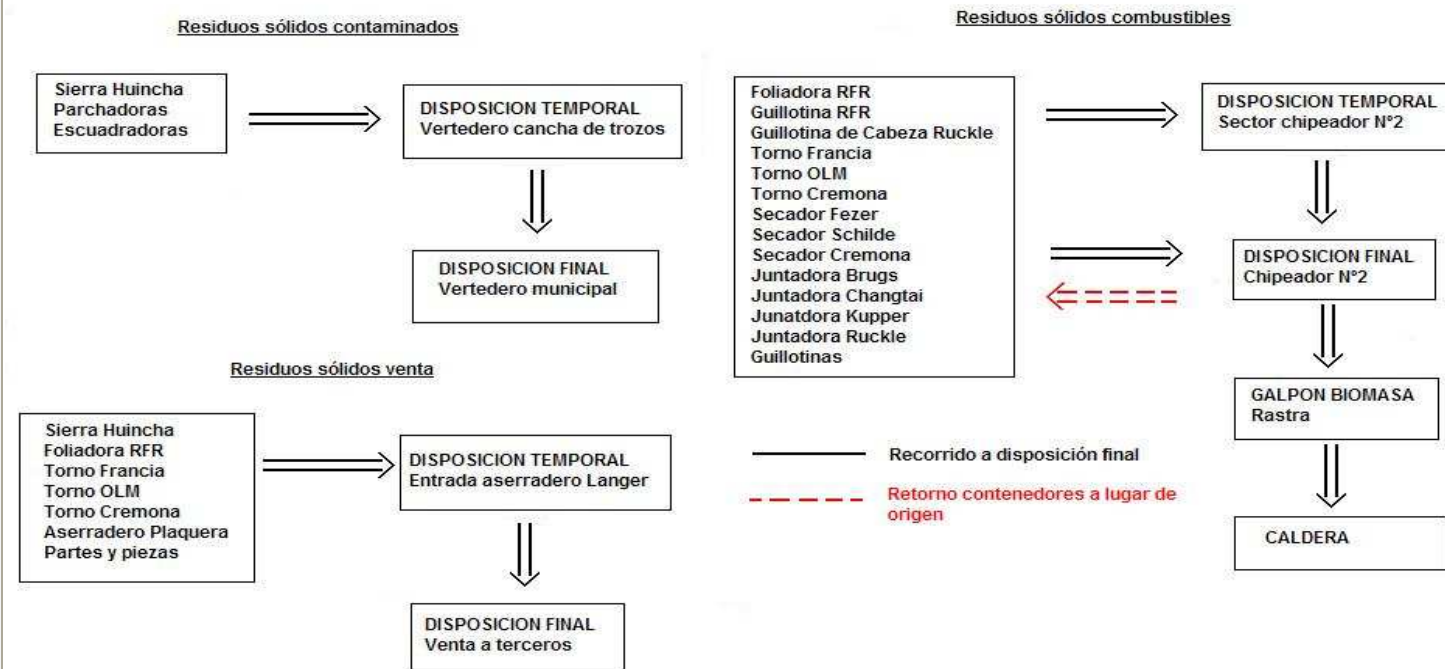 Residuos sólidos contaminados
Sierra Huincha
Parchadoras
Escuadradoras
DISPOSICION TEMPORAL
Vertedero cancha de trozos
DISPOSICION FINAL
Vertedero municipal
Residuos sólidos venta
Sierra Huincha
Foliadora RFR
Torno Francia
Torno OLM
Torno Cremona
Aserradero Plaquera
Partes y piezas
DISPOSICION TEMPORAL
Entrada aserradero Langer
DISPOSICION FINAL
Venta a terceros
Residuos sólidos combustibles
Foliadora RFR
Guillotina RFR
Guillotina de Cabeza Ruckle
Torno Francia
Torno OLM
Torno Cremona
Secador Fezer
Secador Schilde
Secador Cremona
Juntadora Brugs
Juntadora Changtai
Junatdora Kupper
Juntadora Ruckle
Guillotinas
DISPOSICION TEMPORAL
Sector chipeador N°2
DISPOSICION FINAL
Chipeador N°2
GALPON BIOMASA
Rastra
CALDERA
Recorrido a disposición final
Retorno contenedores a lugar de
origen